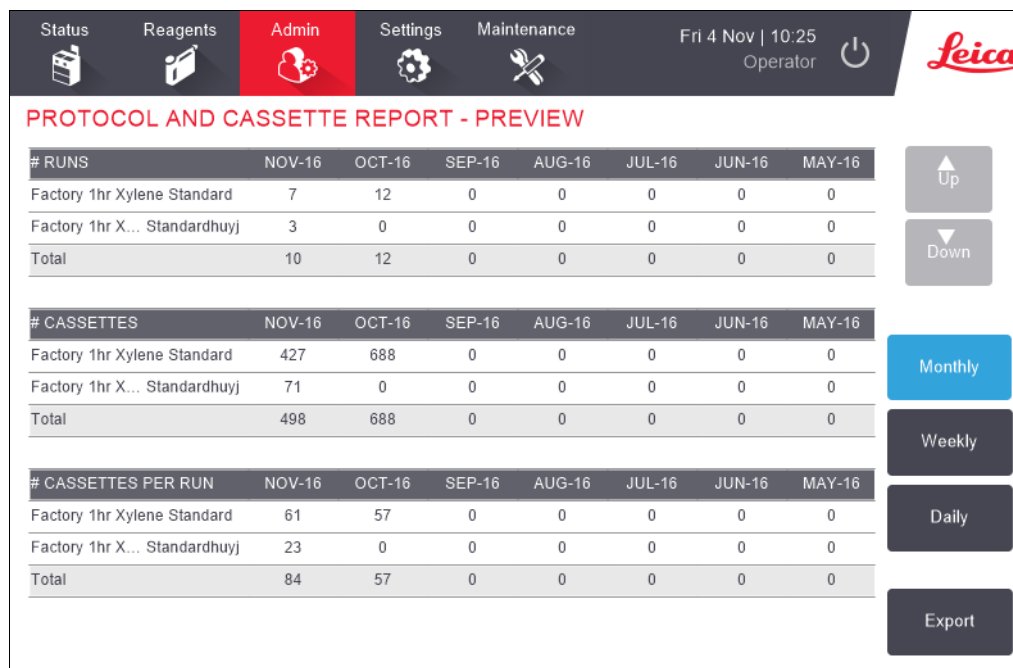 Status Reagents Admin Settings Maintenance Fri 4 Nov | 10:25
Operator
Leica
PROTOCOL AND CASSETTE REPORT - PREVIEW
# RUNS NOV-16 OCT-16 SEP-16 AUG-16 JUL-16 JUN-16 MAY-16
Factory 1hr Xylene Standard 7 12 0 0 0 0 0
Factory 1hr X... Standardhuyj 3 0 0 0 0 0 0
Total 10 12 0 0 0 0 0
# CASSETTES NOV-16 OCT-16 SEP-16 AUG-16 JUL-16 JUN-16 MAY-16
Factory 1hr Xylene Standard 427 688 0 0 0 0 0
Factory 1hr X... Standardhuyj 71 0 0 0 0 0 0
Total 498 688 0 0 0 0 0
# CASSETTES PER RUN NOV-16 OCT-16 SEP-16 AUG-16 JUL-16 JUN-16 MAY-16
Factory 1hr Xylene Standard 61 57 0 0 0 0 0
Factory 1hr X... Standardhuyj 23 0 0 0 0 0 0
Total 84 57 0 0 0 0 0
Up
Down
Monthly
Weekly
Daily
Export